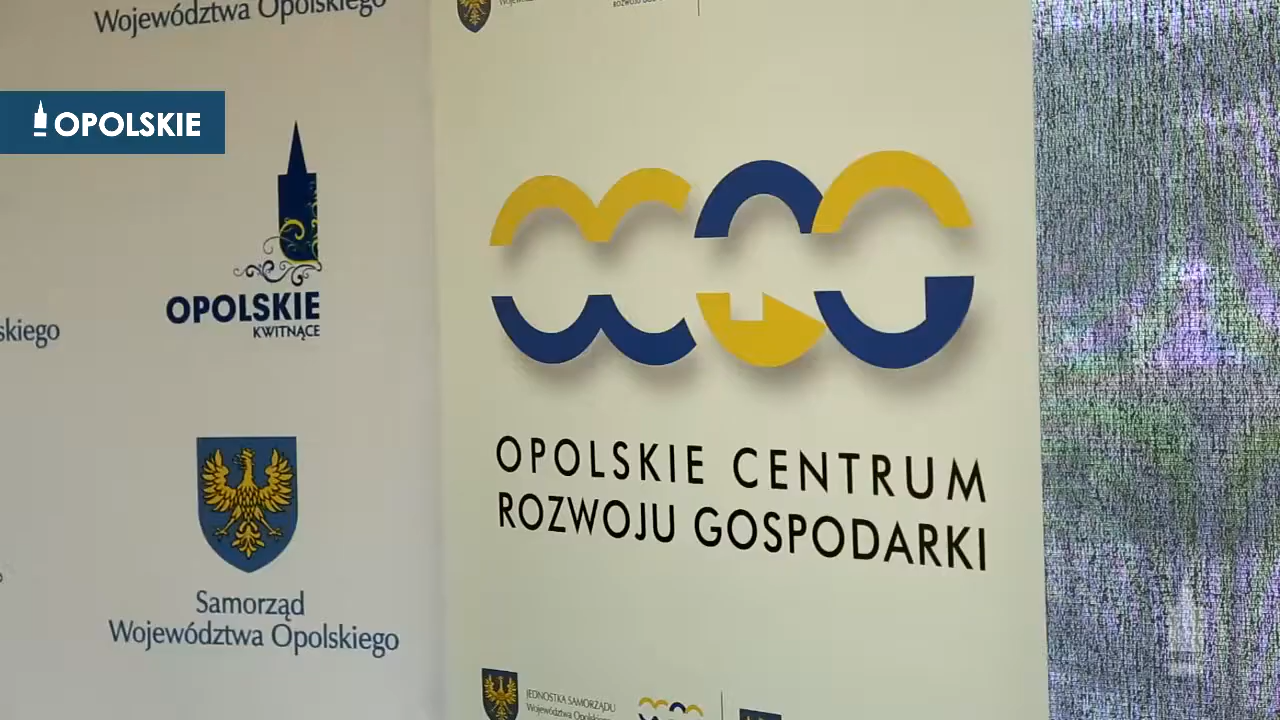 Województwa Opolskiego
OPOLSKIE
OPOLSKIE
KWITNĄCE
skiego
Samorząd
Województwa Opolskiego
OPOLSKIE CENTRUM
ROZWOJU GOSPODARKI
JEDNOSTKA SAMORZĄDU